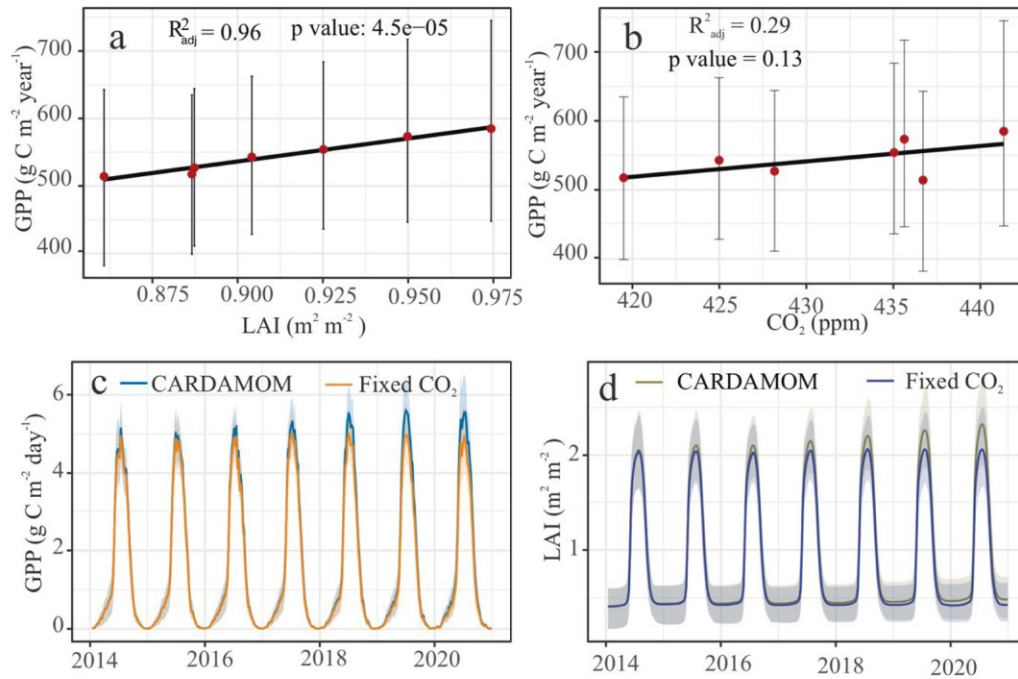 a
R²adj = 0.96 p value: 4.5e−05
GPP (g C m⁻² year⁻¹)
700
600
500
400
0.875 0.900 0.925 0.950 0.975
LAI (m² m⁻²)
b
R²adj = 0.29
p value = 0.13
GPP (g C m⁻² year⁻¹)
700
600
500
400
420 425 430 435 440
CO₂ (ppm)
c
CARDAMOM Fixed CO₂
GPP (g C m⁻² day⁻¹)
6
4
2
0
2014 2016 2018 2020
d
CARDAMOM Fixed CO₂
LAI (m² m⁻²)
2
1
2014 2016 2018 2020